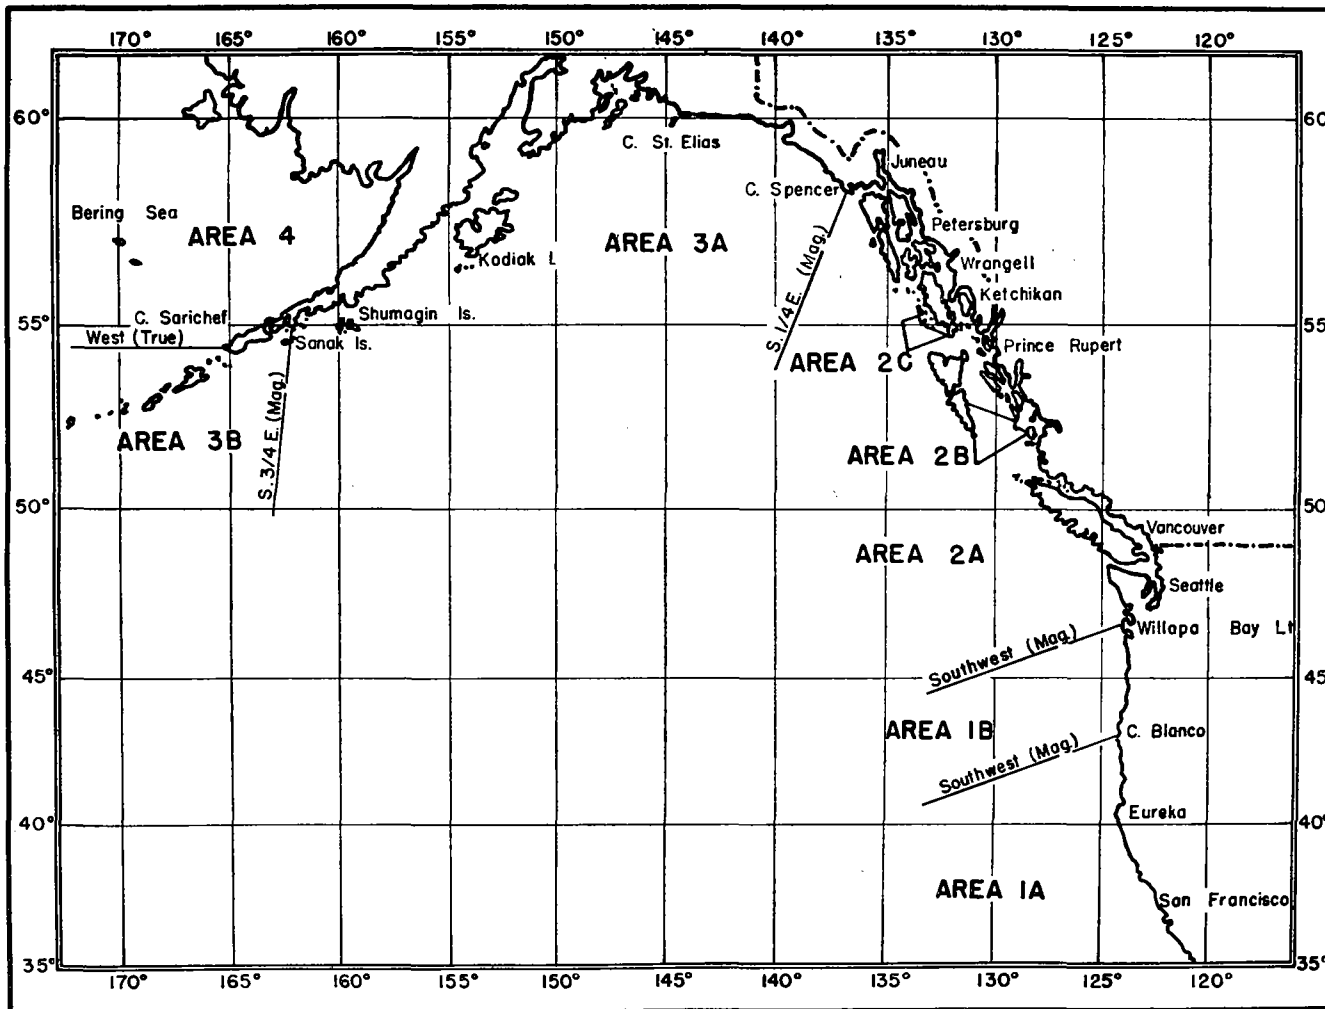 170° 165° 160° 155° 150° 145° 140° 135° 130° 125° 120°
60° 60°
C. St. Elias
Juneau
C. Spencer
Bering Sea
AREA 4
AREA 3A
Petersburg
Kodiak I.
Wrangell
S. 1/4 E. (Mag.)
Ketchikan
C. Sarichef
Shumagin Is.
55° 55°
West (True)
Sanak Is.
Prince Rupert
AREA 2C
S. 3/4 E. (Mag.)
AREA 3B
AREA 2B
50° 50°
Vancouver
AREA 2A
Seattle
Willapa Bay Lt
Southwest (Mag.)
45° 45°
AREA 1B
C. Blanco
Southwest (Mag.)
Eureka
40° 40°
AREA 1A
San Francisco
35° 35°
170° 165° 160° 155° 150° 145° 140° 135° 130° 125° 120°